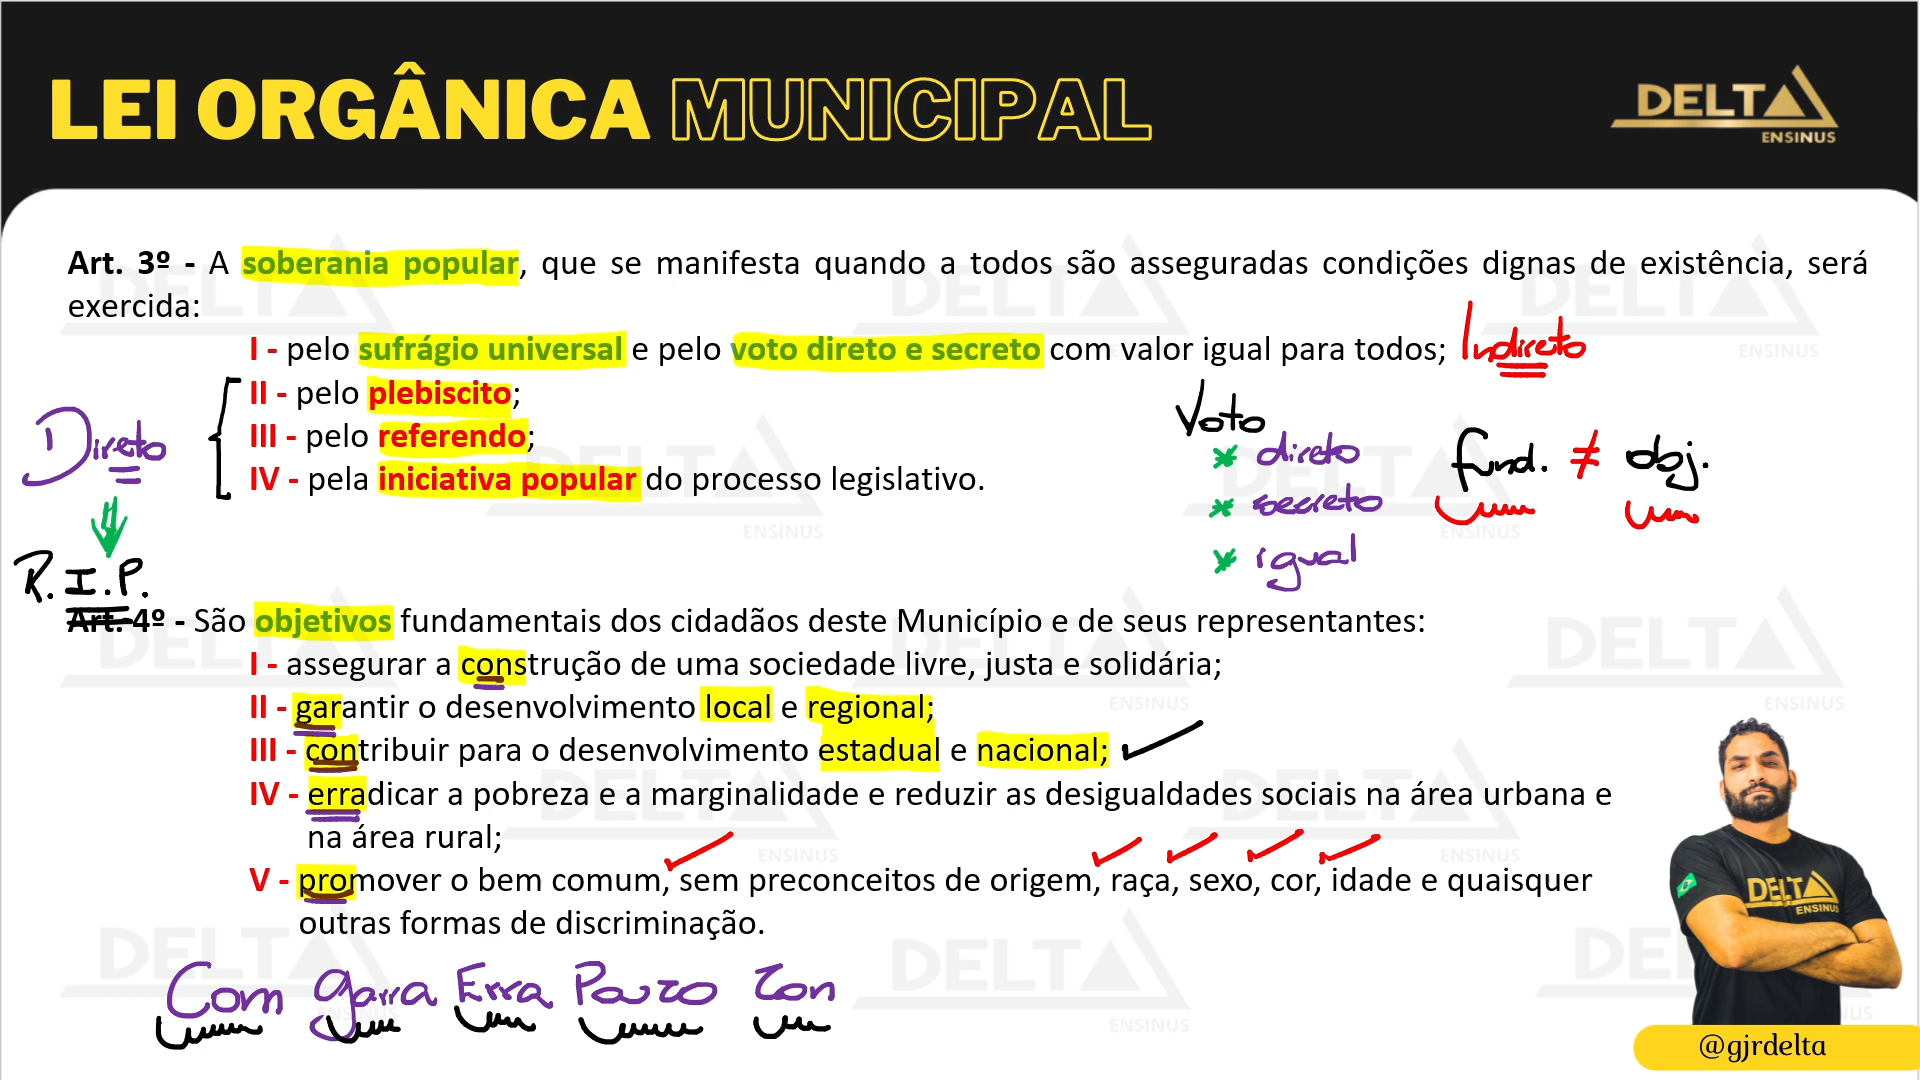 LEI ORGÂNICA MUNICIPAL
DELTA
ENSINUS
Art. 3º - A soberania popular, que se manifesta quando a todos são asseguradas condições dignas de existência, será
exercida:
I - pelo sufrágio universal e pelo voto direto e secreto com valor igual para todos; Indireto
II - pelo plebiscito;
III - pelo referendo;
IV - pela iniciativa popular do processo legislativo.
Direto
R.I.P.
Voto
direto
secreto
igual
fund. ≠ obj.
Art. 4º - São objetivos fundamentais dos cidadãos deste Município e de seus representantes:
I - assegurar a construção de uma sociedade livre, justa e solidária;
II - garantir o desenvolvimento local e regional;
III - contribuir para o desenvolvimento estadual e nacional;
IV - erradicar a pobreza e a marginalidade e reduzir as desigualdades sociais na área urbana e
na área rural;
V - promover o bem comum, sem preconceitos de origem, raça, sexo, cor, idade e quaisquer
outras formas de discriminação.
Com garra Erra
DELTA
ENSINUS
@gjrdelta